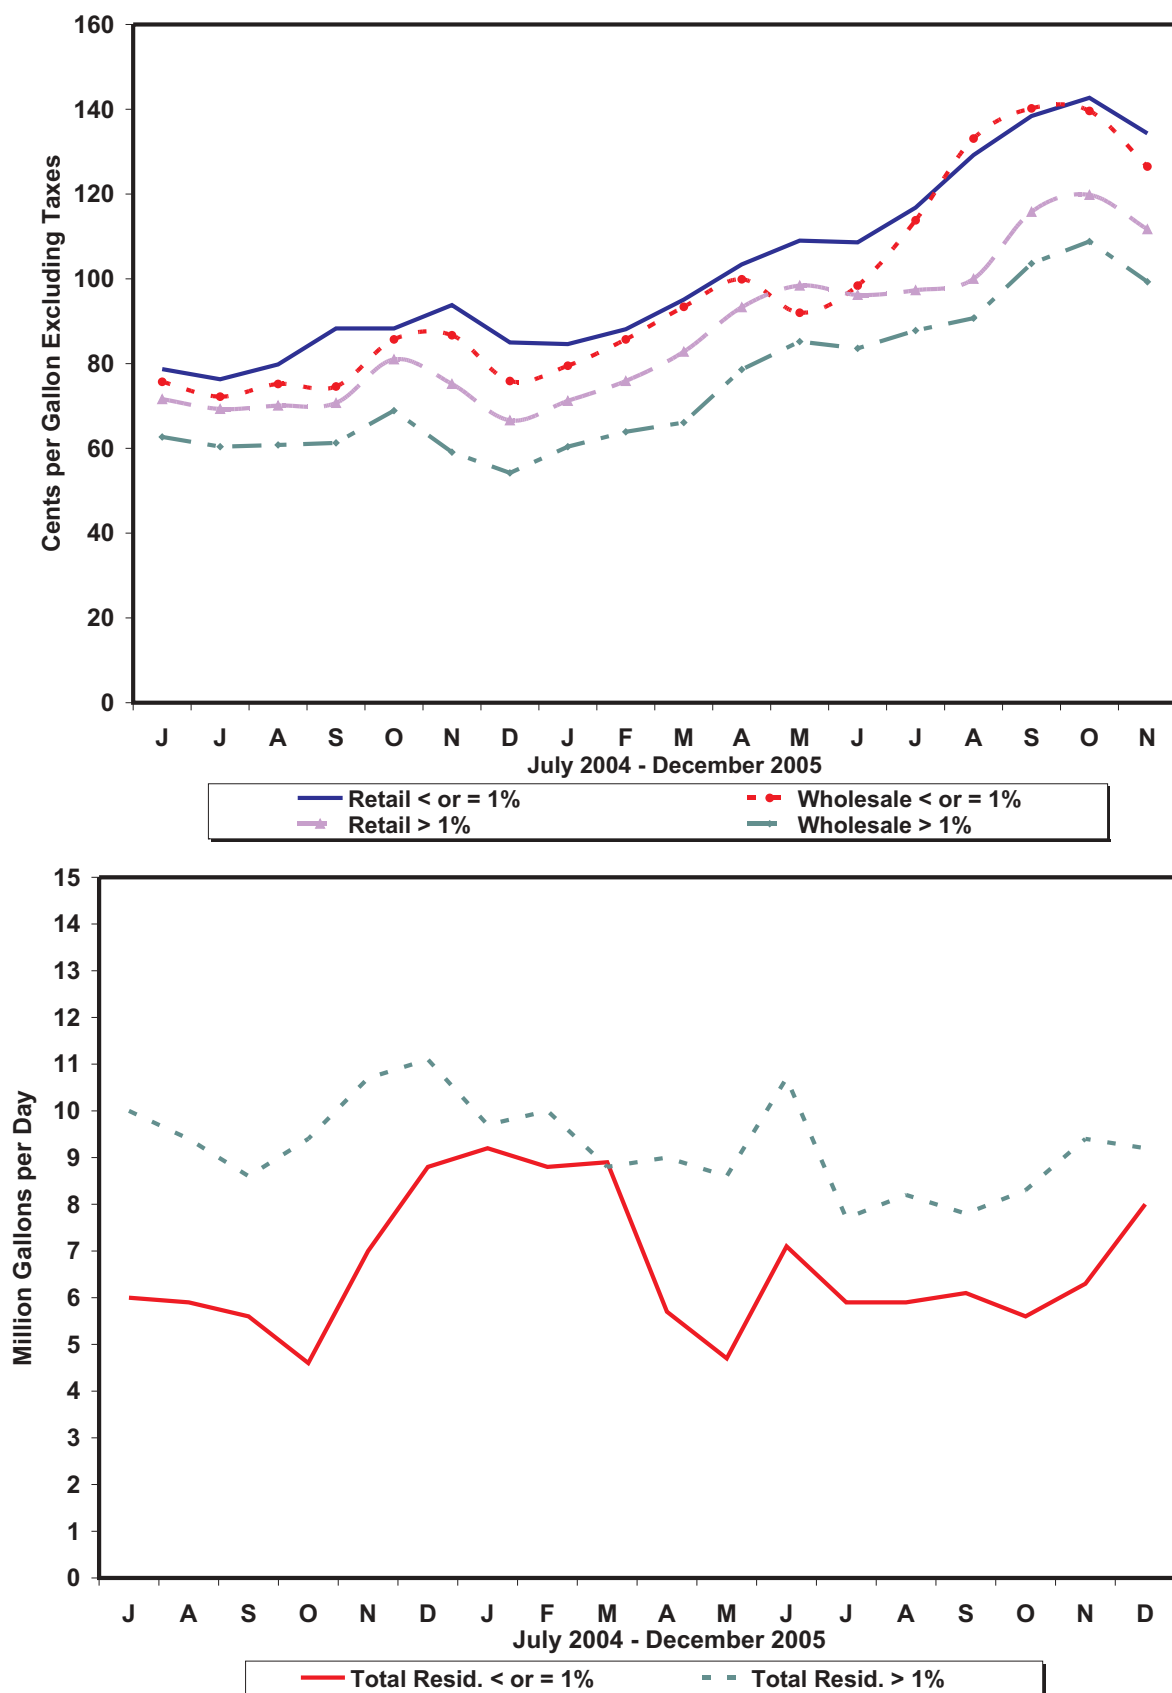 160
140
120
100
80
60
40
20
0
Cents per Gallon Excluding Taxes
J J A S O N D J F M A M J J A S O N
July 2004 - December 2005
Retail < or = 1% Wholesale < or = 1%
Retail > 1% Wholesale > 1%
15
14
13
12
11
10
9
8
7
6
5
4
3
2
1
0
Million Gallons per Day
J A S O N D J F M A M J J A S O N D
July 2004 - December 2005
Total Resid. < or = 1% Total Resid. > 1%